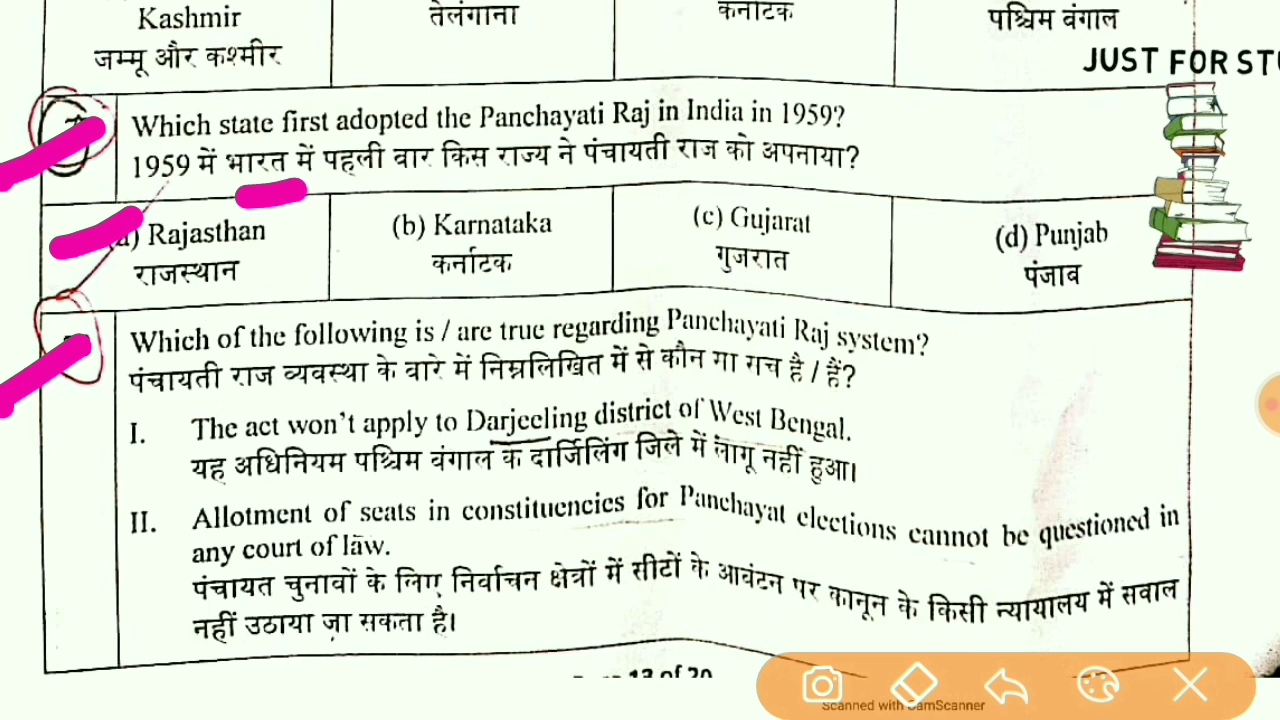 Kashmir
जम्मू और कश्मीर
तेलंगाना
कर्नाटक
पश्चिम बंगाल
JUST FOR STU
Which state first adopted the Panchayati Raj in India in 1959?
1959 में भारत में पहली बार किस राज्य ने पंचायती राज को अपनाया?
(a) Rajasthan
राजस्थान
(b) Karnataka
कर्नाटक
(c) Gujarat
गुजरात
(d) Punjab
पंजाब
Which of the following is / are true regarding Panchayati Raj system?
पंचायती राज व्यवस्था के बारे में निम्नलिखित में से कौन सा सच है / हैं?
I. The act won't apply to Darjeeling district of West Bengal.
यह अधिनियम पश्चिम बंगाल के दार्जिलिंग जिले में लागू नहीं हुआ।
II. Allotment of seats in constituencies for Panchayat elections cannot be questioned in
any court of law.
पंचायत चुनावों के लिए निर्वाचन क्षेत्रों में सीटों के आवंटन पर कानून के किसी न्यायालय में सवाल
नहीं उठाया जा सकता है।
13 of 20
Scanned with CamScanner